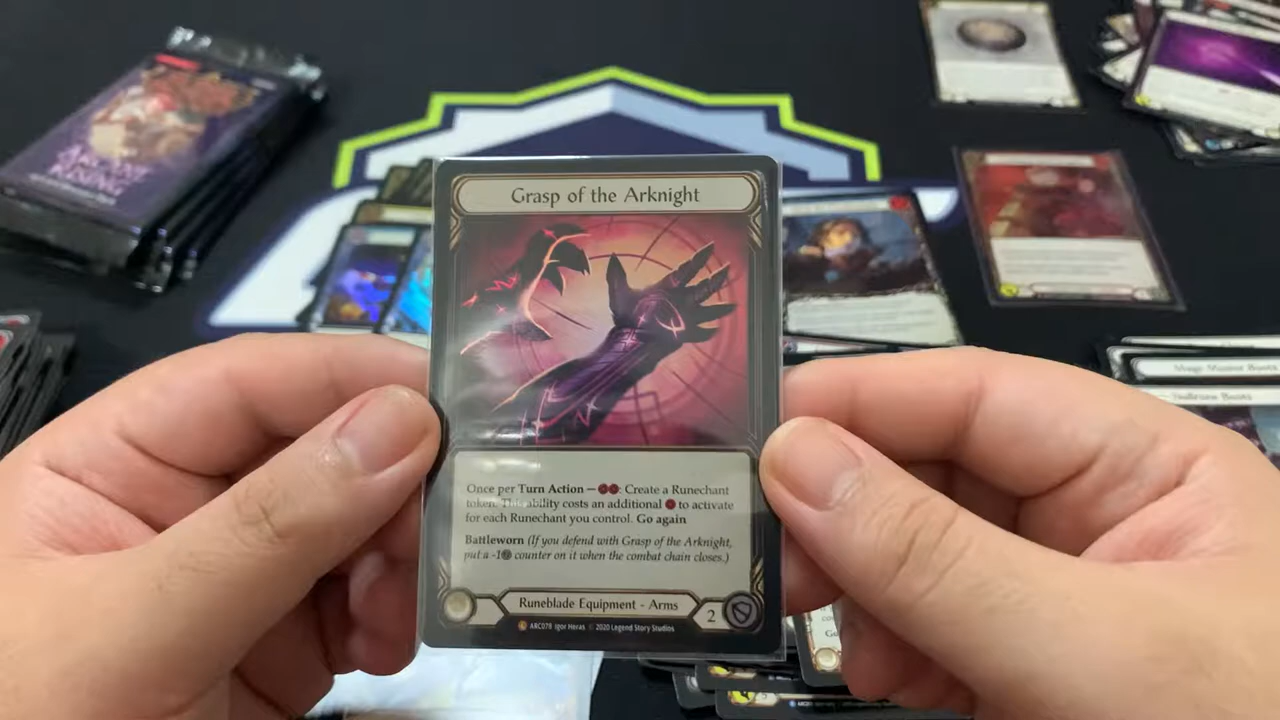 Grasp of the Arknight
Once per Turn Action – : Create a Runechant
token. This ability costs an additional to activate
for each Runechant you control. Go again
Battleworn (If you defend with Grasp of the Arknight,
put a -1 counter on it when the combat chain closes.)
Runeblade Equipment - Arms
2
L ARC079 Igor Heras © 2020 Legend Story Studios
ARCANE
RISING